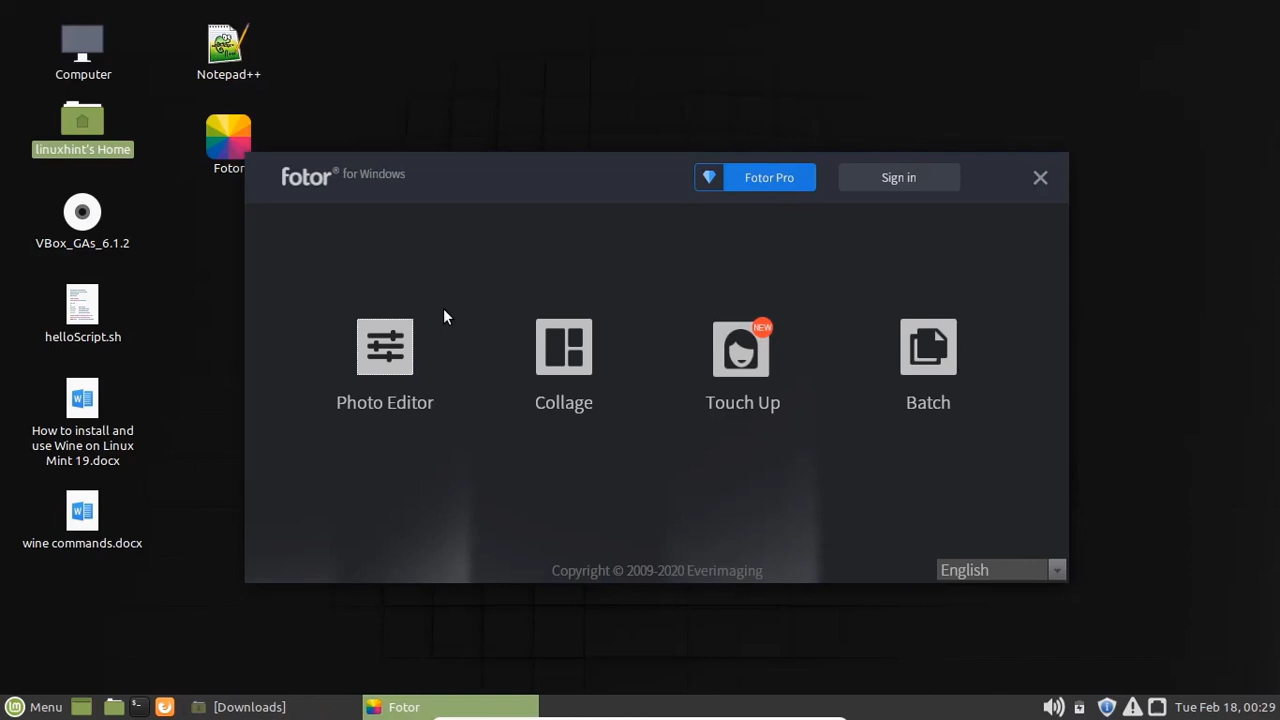 Computer
linuxhint's Home
VBox_GAs_6.1.2
helloScript.sh
How to install and
use Wine on Linux
Mint 19.docx
wine commands.docx
Notepad++
Fotor
fotor® for Windows
Fotor Pro
Sign in
NEW
Photo Editor
Collage
Touch Up
Batch
Copyright © 2009-2020 Everimaging
English
Menu
[Downloads]
Fotor
Tue Feb 18, 00:29